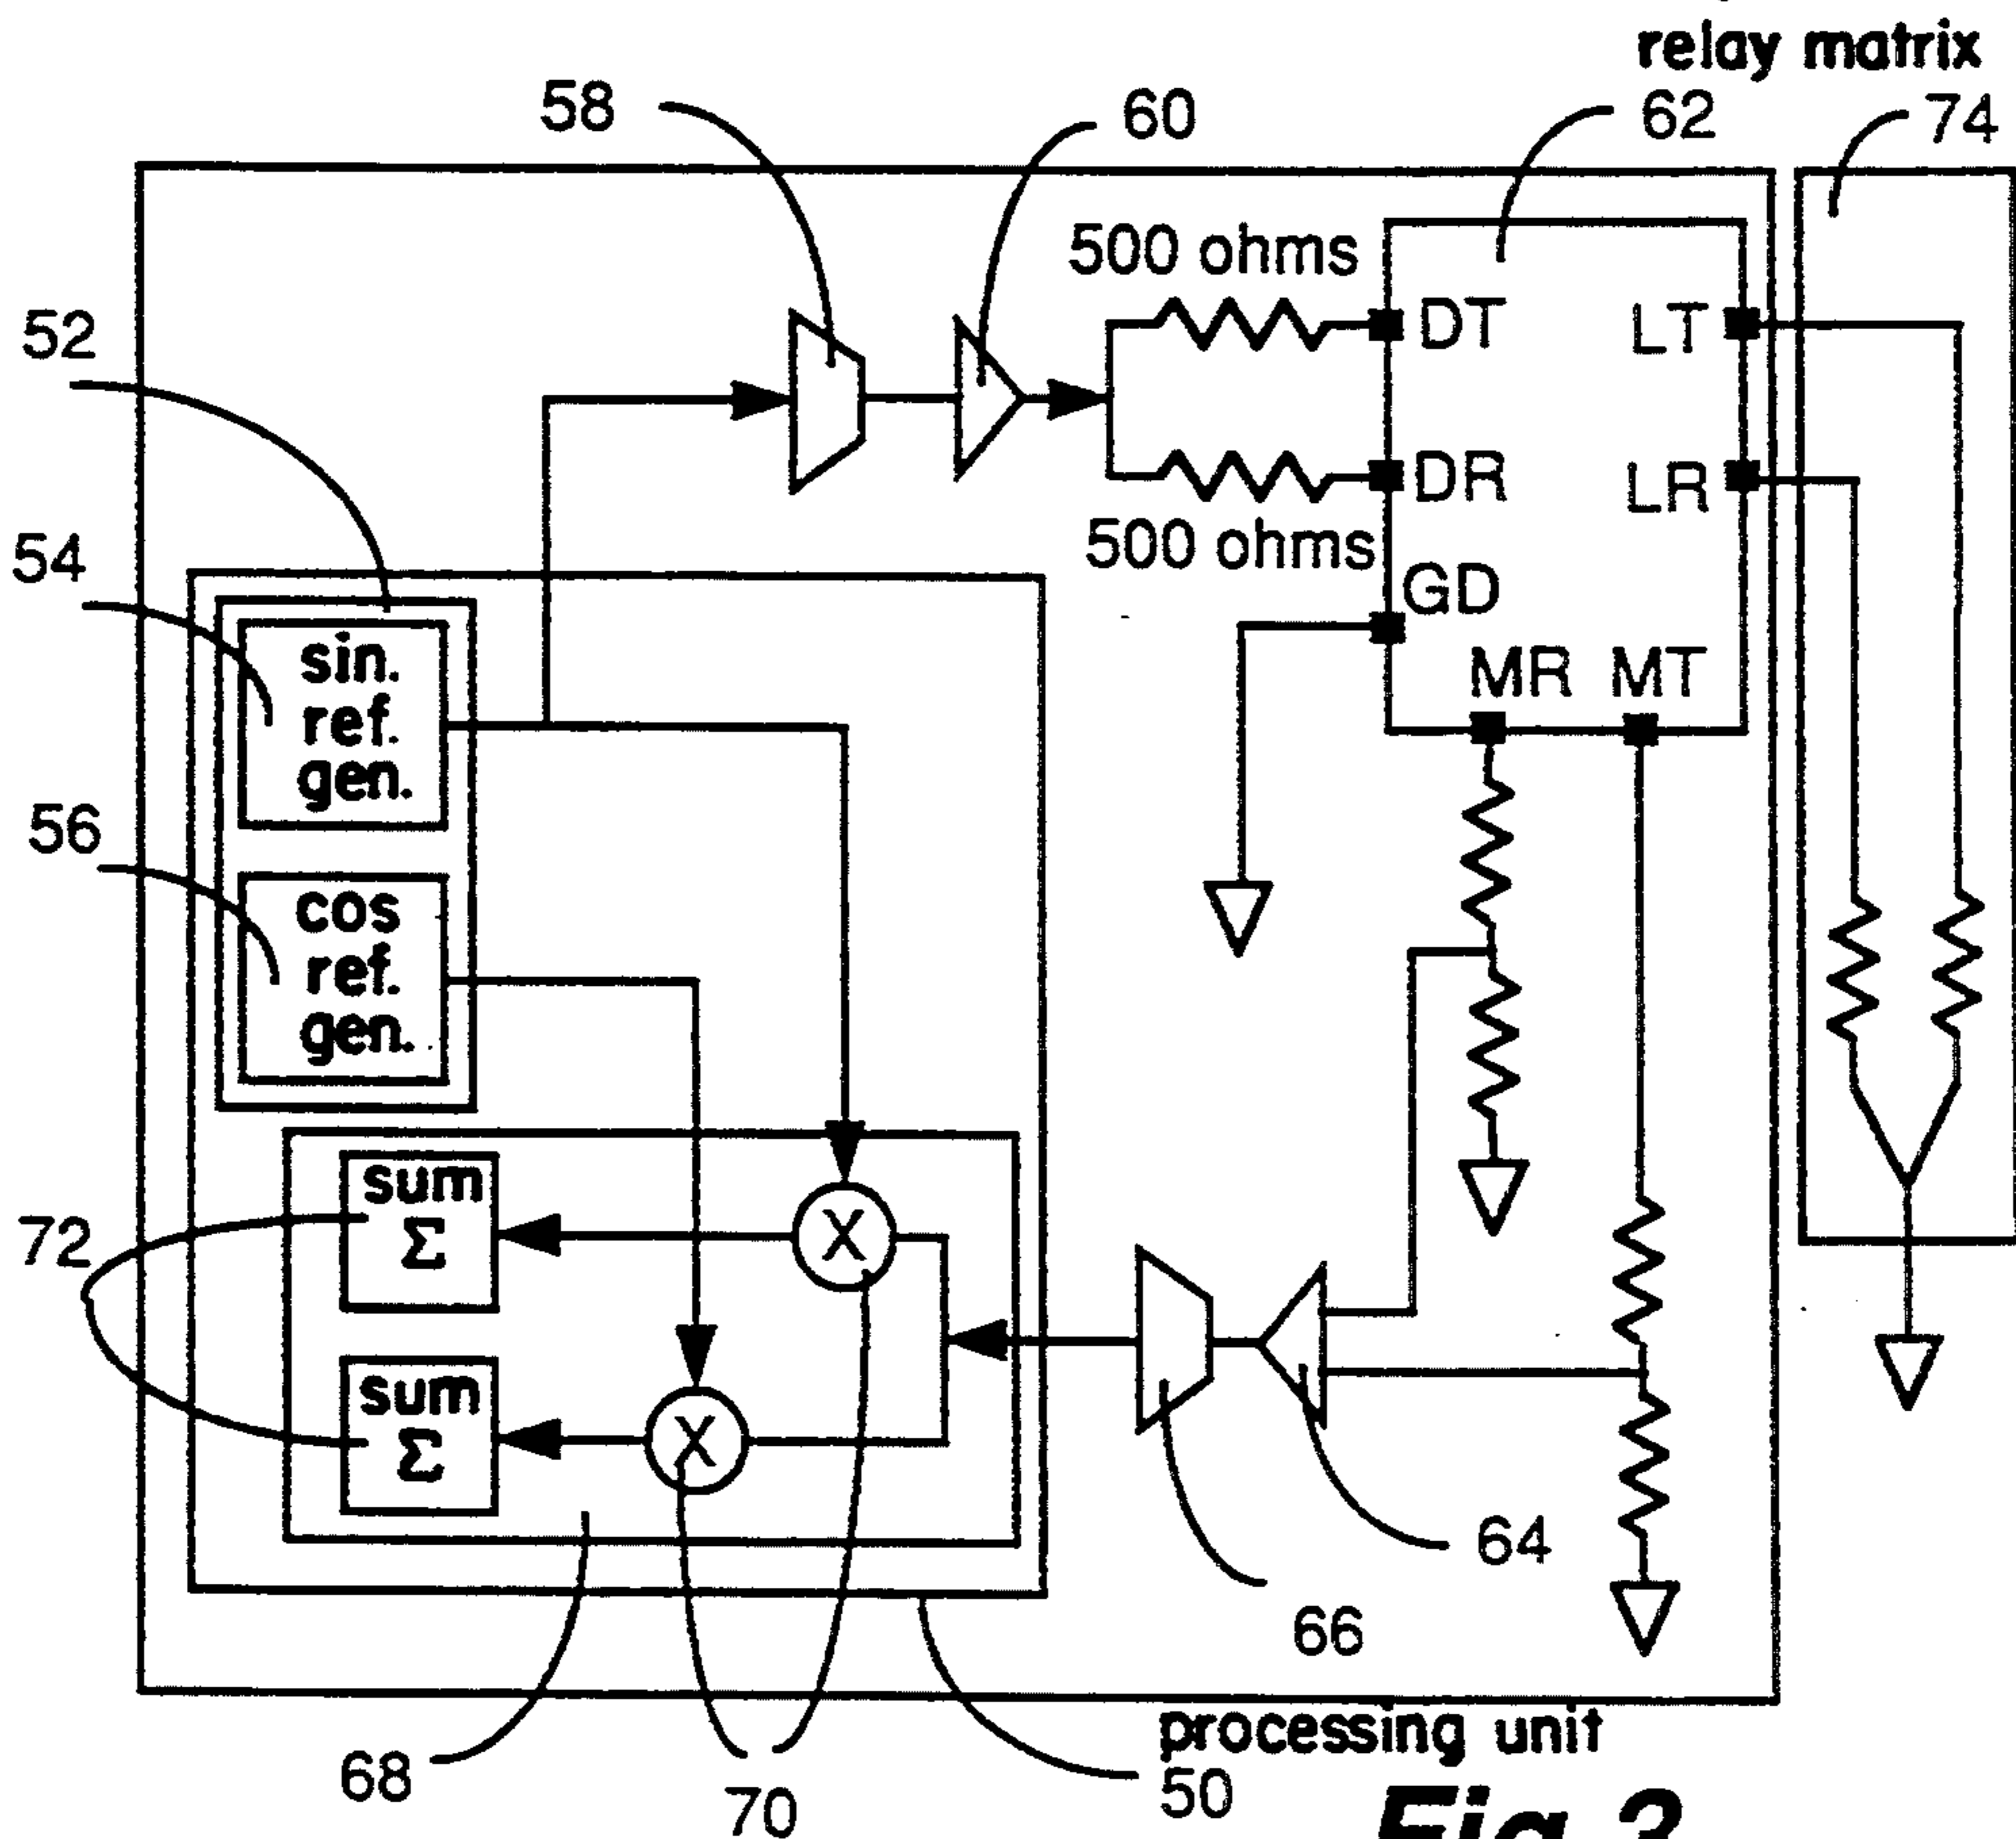 relay matrix
58
60
62
74
500 ohms
52
DT
LT
DR
LR
500 ohms
54
GD
sin.
ref.
gen.
MR MT
56
cos
ref.
gen.
sum
Σ
X
72
sum
Σ
X
64
66
processing unit
68
70
50